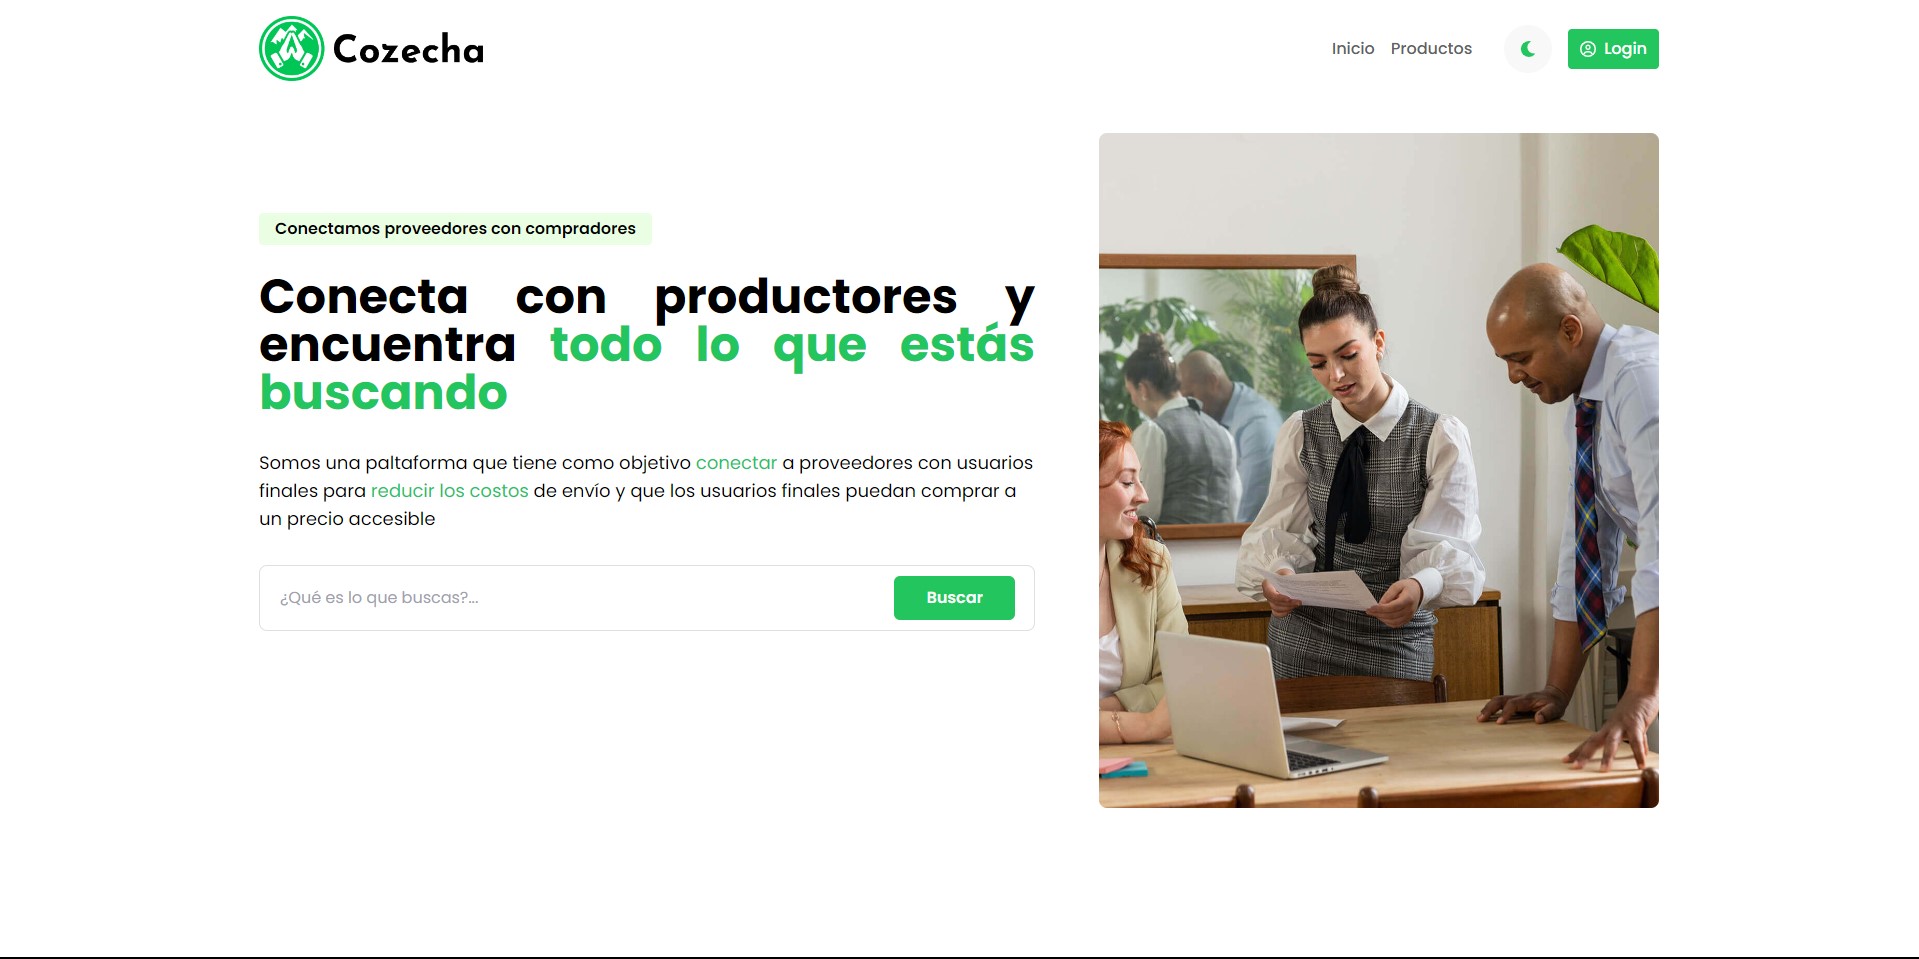 Cozecha
Inicio
Productos
Login
Conectamos proveedores con compradores
Conecta con productores y
encuentra todo lo que estás
buscando
Somos una paltaforma que tiene como objetivo conectar a proveedores con usuarios
finales para reducir los costos de envío y que los usuarios finales puedan comprar a
un precio accesible
¿Qué es lo que buscas?...
Buscar